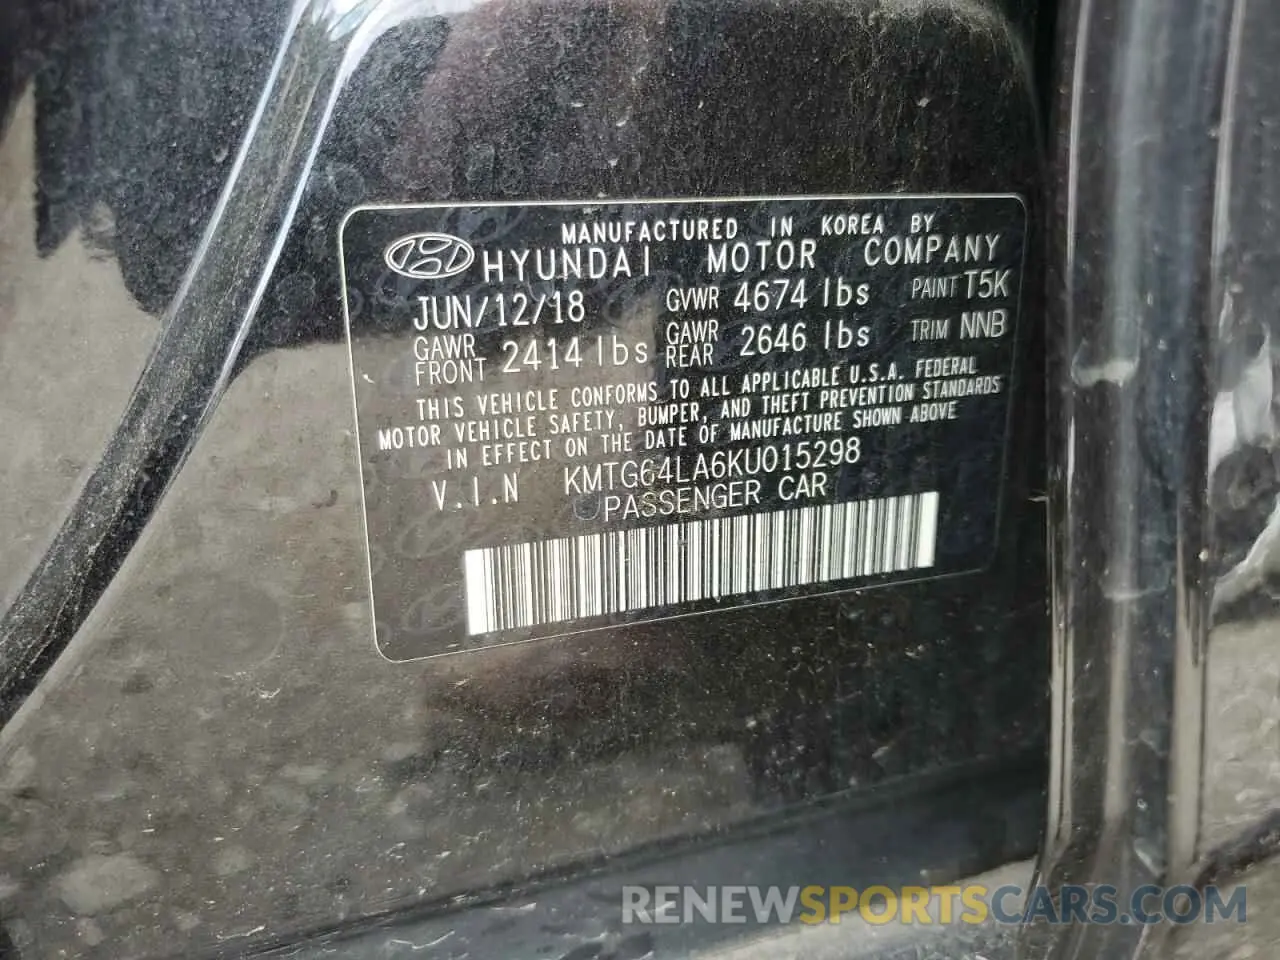 MANUFACTURED IN KOREA BY
HYUNDAI MOTOR COMPANY
JUN/12/18 GVWR 4674 lbs PAINT T5K
GAWR FRONT 2414 lbs GAWR REAR 2646 lbs TRIM NNB
THIS VEHICLE CONFORMS TO ALL APPLICABLE U.S.A. FEDERAL
MOTOR VEHICLE SAFETY, BUMPER, AND THEFT PREVENTION STANDARDS
IN EFFECT ON THE DATE OF MANUFACTURE SHOWN ABOVE
V.I.N KMTG64LA6KU015298
PASSENGER CAR
RENEWSPORTSCARS.COM